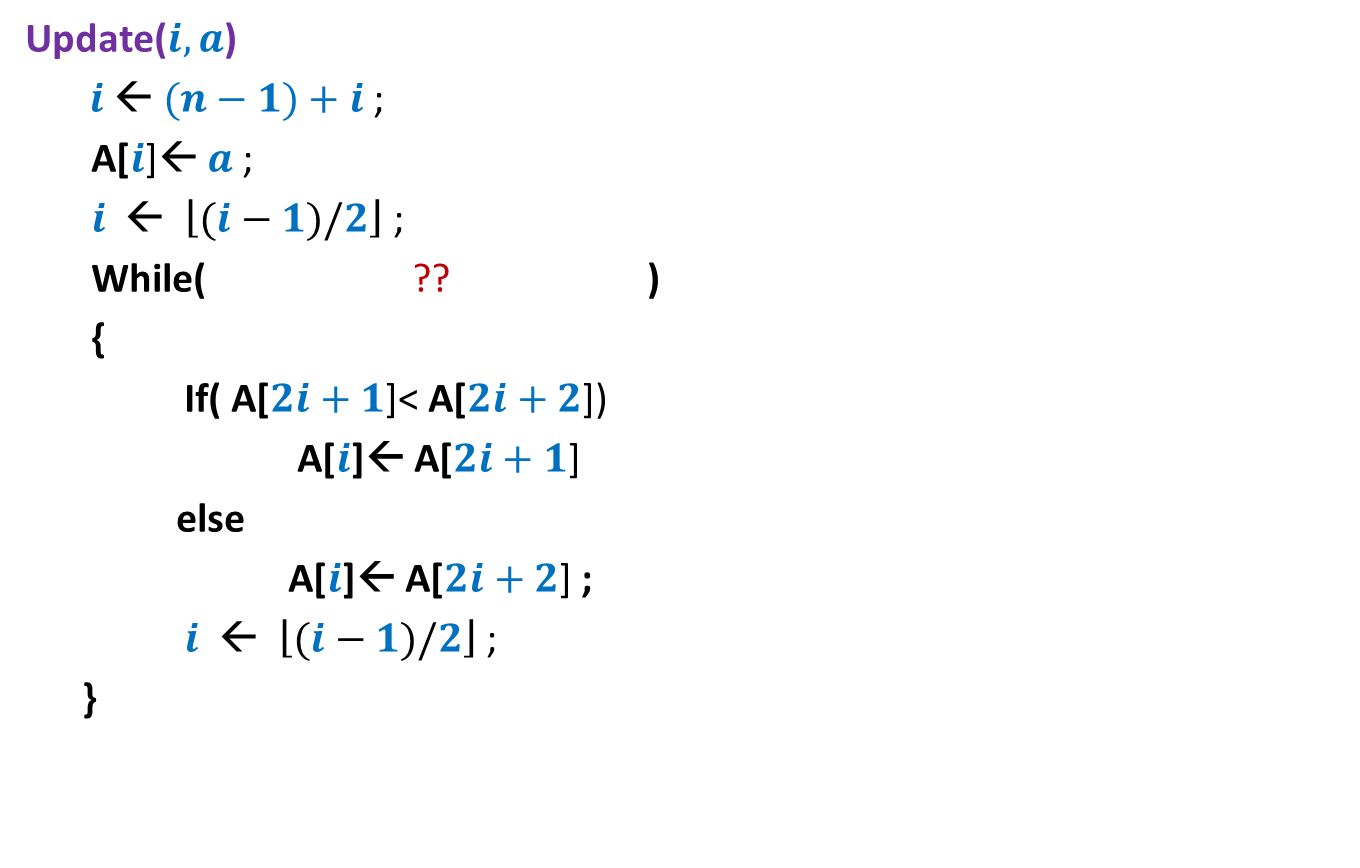 Update(i, a)
i ← (n − 1) + i ;
A[i]← a ;
i ← ⌊(i − 1)/2⌋ ;
While( ?? )
{
If( A[2i + 1]< A[2i + 2])
A[i]← A[2i + 1]
else
A[i]← A[2i + 2] ;
i ← ⌊(i − 1)/2⌋ ;
}